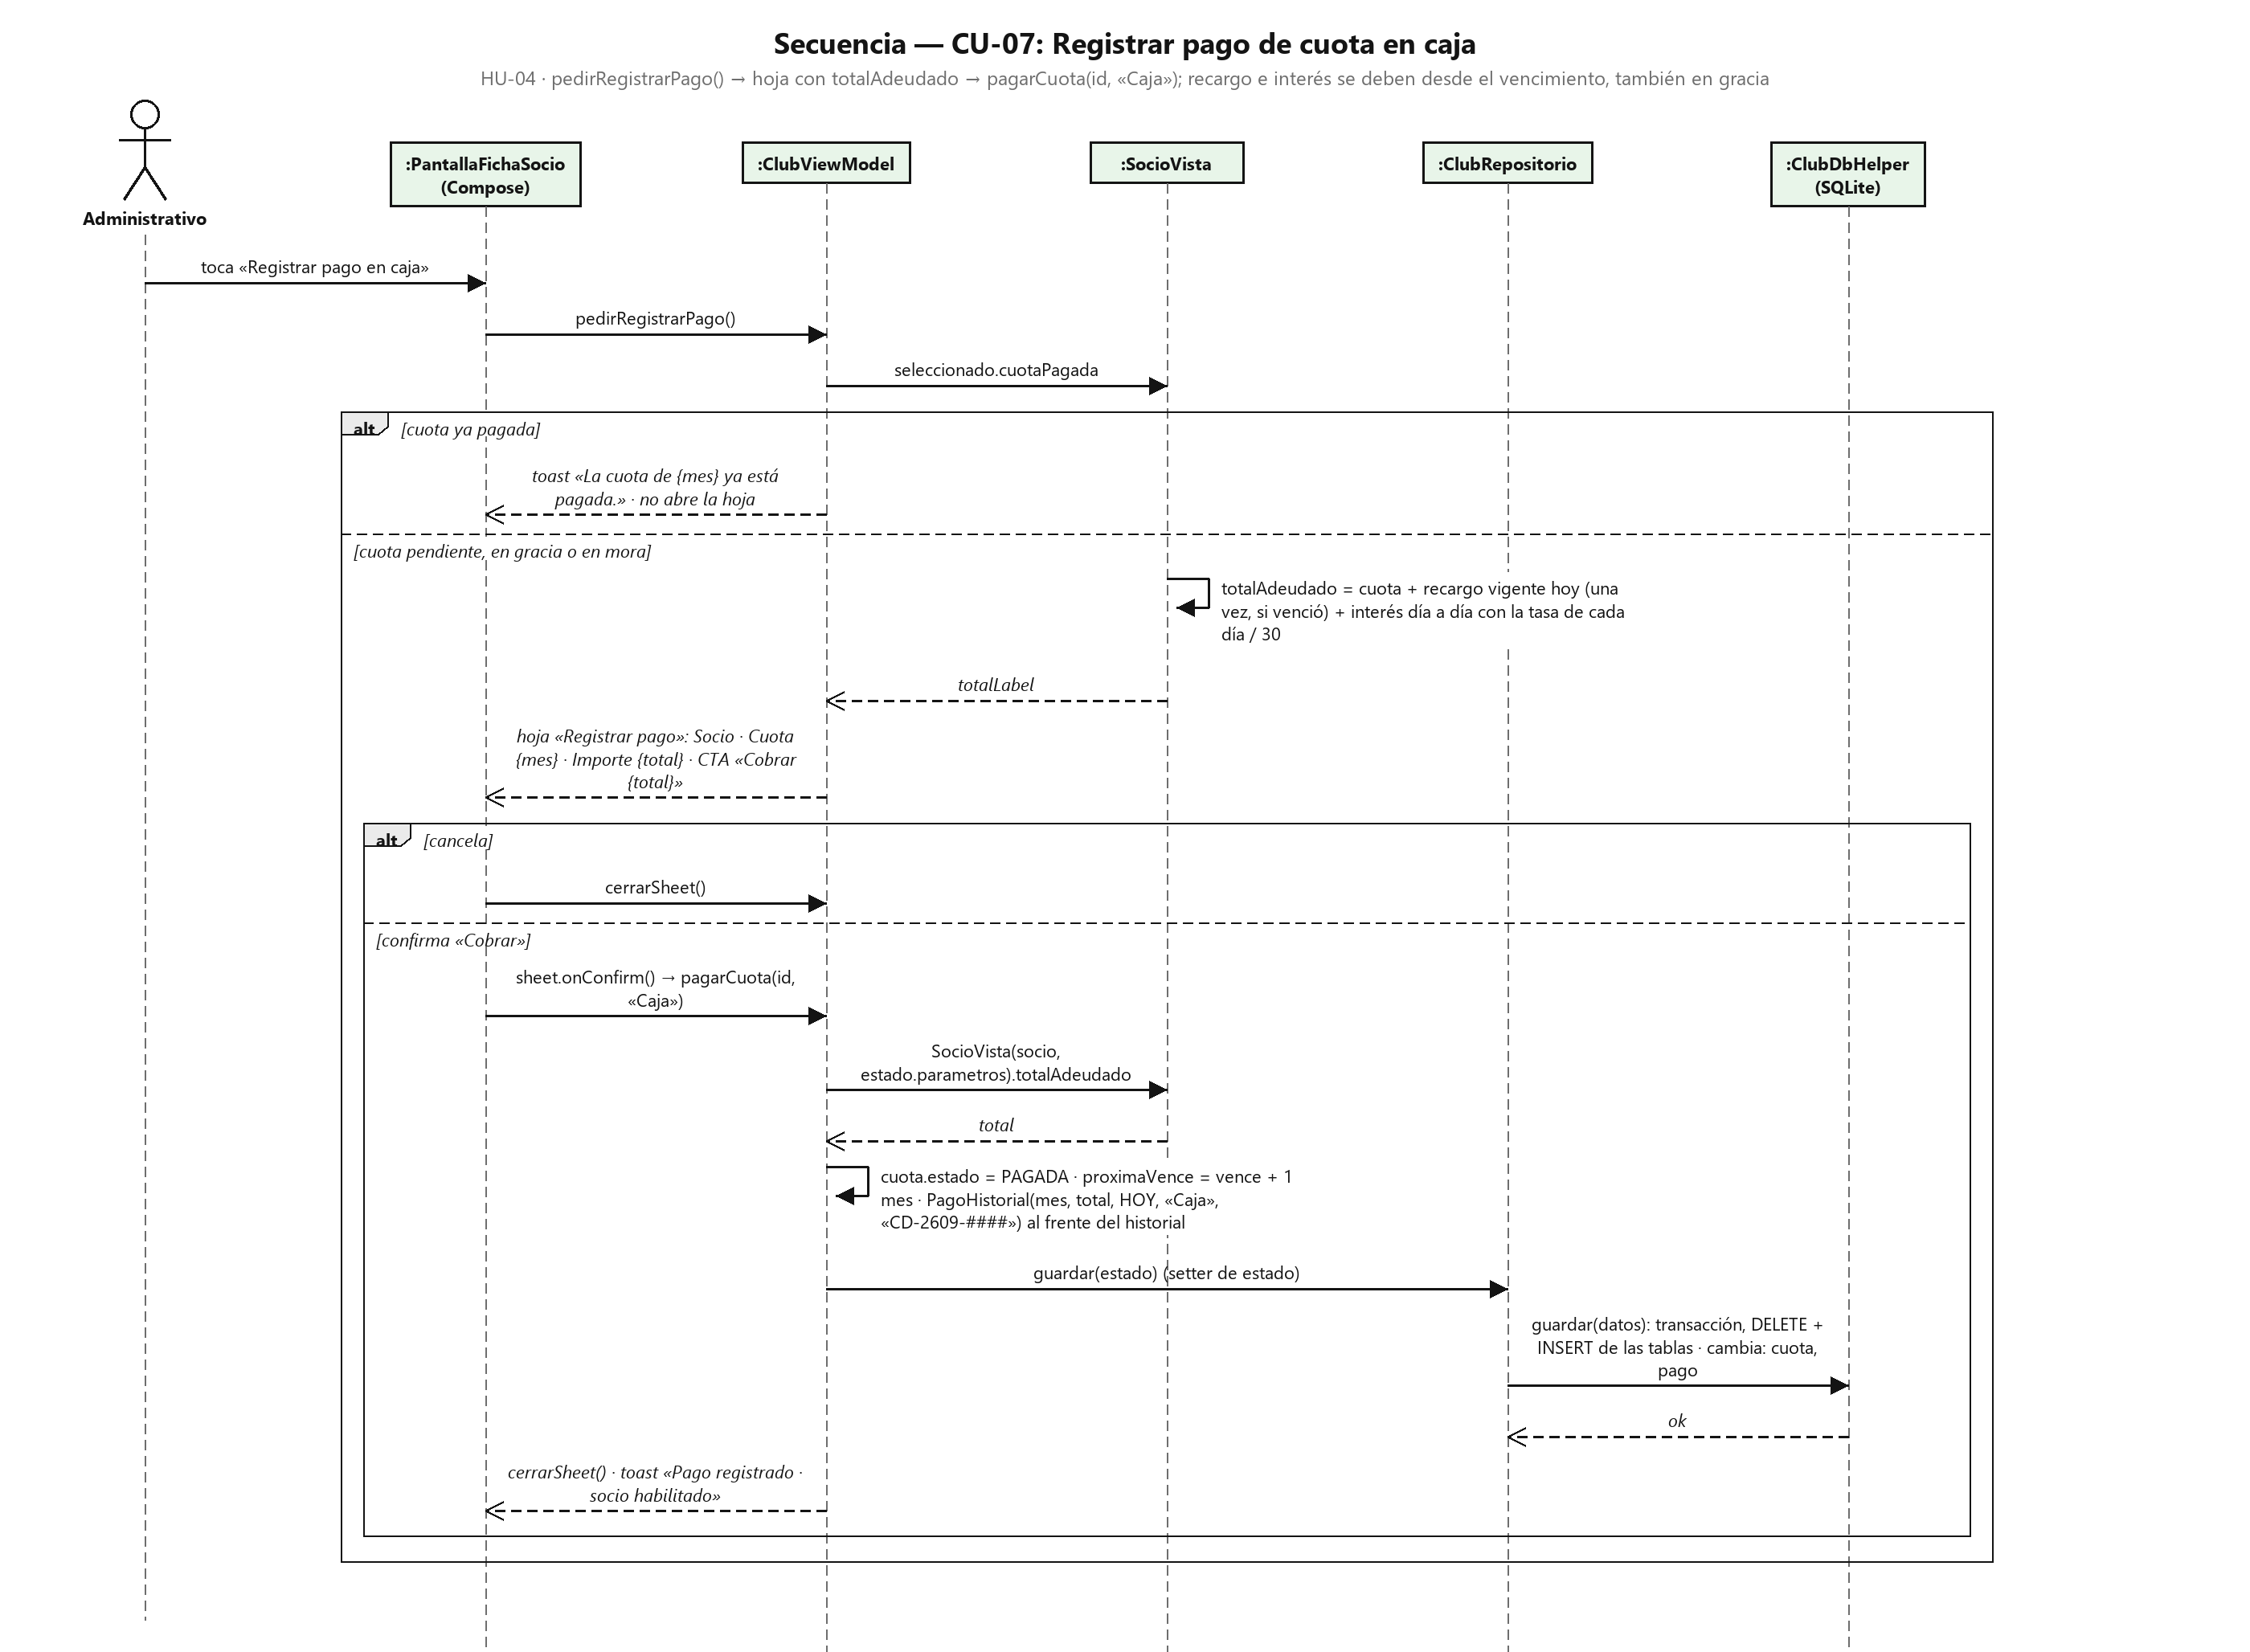 Secuencia — CU-07: Registrar pago de cuota en caja
HU-04 · pedirRegistrarPago() → hoja con totalAdeudado → pagarCuota(id, «Caja»); recargo e interés se deben desde el vencimiento, también en gracia
:PantallaFichaSocio
(Compose)
:ClubViewModel
:SocioVista
:ClubRepositorio
:ClubDbHelper
(SQLite)
Administrativo
toca «Registrar pago en caja»
pedirRegistrarPago()
seleccionado.cuotaPagada
alt
[cuota ya pagada]
toast «La cuota de {mes} ya está
pagada.» · no abre la hoja
[cuota pendiente, en gracia o en mora]
totalAdeudado = cuota + recargo vigente hoy (una
vez, si venció) + interés día a día con la tasa de cada
día / 30
totalLabel
hoja «Registrar pago»: Socio · Cuota
{mes} · Importe {total} · CTA «Cobrar
{total}»
alt
[cancela]
cerrarSheet()
[confirma «Cobrar»]
sheet.onConfirm() → pagarCuota(id,
«Caja»)
SocioVista(socio,
estado.parametros).totalAdeudado
total
cuota.estado = PAGADA · proximaVence = vence + 1
mes · PagoHistorial(mes, total, HOY, «Caja»,
«CD-2609-####») al frente del historial
guardar(estado) (setter de estado)
guardar(datos): transacción, DELETE +
INSERT de las tablas · cambia: cuota,
pago
ok
cerrarSheet() · toast «Pago registrado ·
socio habilitado»